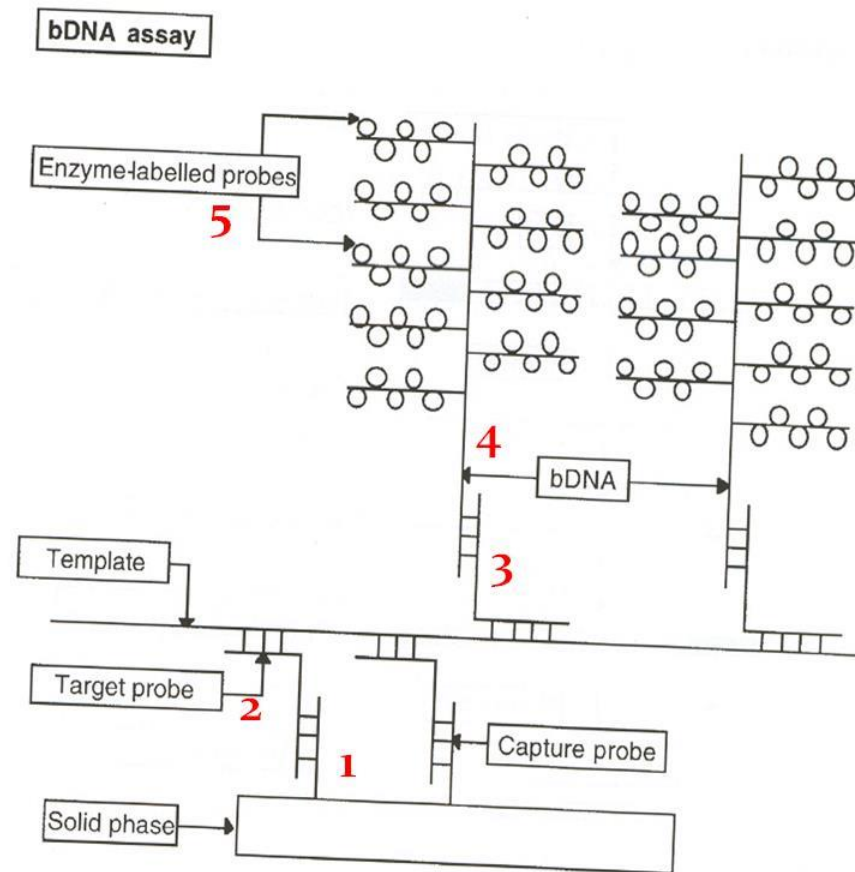 bDNA assay
Enzyme-labelled probes
5
4
bDNA
3
Template
Target probe
2
Capture probe
1
Solid phase